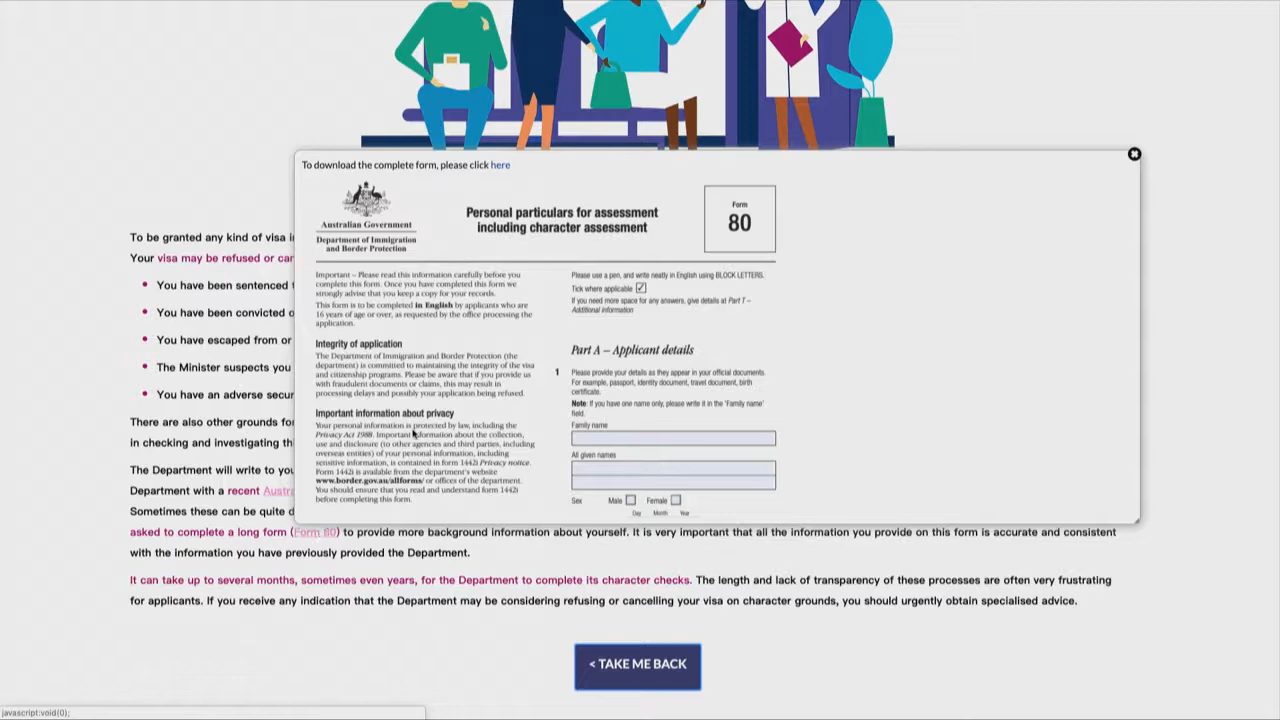 To download the complete form, please click here
Australian Government
Department of Immigration
and Border Protection
Personal particulars for assessment
including character assessment
Form
80
Important – Please read this information carefully before you
complete this form. Once you have completed this form we
strongly advise that you keep a copy for your records.
This form is to be completed in English by applicants who are
16 years of age or over, as requested by the office processing the
application.
Integrity of application
The Department of Immigration and Border Protection (the
department) is committed to maintaining the integrity of the visa
and citizenship programs. Please be aware that if you provide us
with fraudulent documents or claims, this may result in
processing delays and possibly your application being refused.
Important information about privacy
Your personal information is protected by law, including the
Privacy Act 1988. Important information about the collection,
use and disclosure (to other agencies and third parties, including
overseas entities) of your personal information, including
sensitive information, is contained in form 1442i Privacy notice.
Form 1442i is available from the department's website
www.border.gov.au/allforms/ or offices of the department.
You should ensure that you read and understand form 1442i
before completing this form.
Please use a pen, and write neatly in English using BLOCK LETTERS.
Tick where applicable ✓
If you need more space for any answers, give details at Part T –
Additional information
Part A – Applicant details
1 Please provide your details as they appear in your official documents.
For example, passport, identity document, travel document, birth
certificate.
Note: If you have one name only, please write it in the 'Family name'
field.
Family name
All given names
Sex Male Female
Day Month Year
To be granted any kind of visa
Your visa may be refused or
• You have been sentenced
• You have been convicted
• You have escaped from or
• The Minister suspects you
• You have an adverse
There are also other grounds
in checking and investigating
The Department will write to
Department with a recent
Sometimes these can be quite
asked to complete a long form (Form 80) to provide more background information about yourself. It is very important that all the information you provide on this form is accurate and consistent
with the information you have previously provided the Department.
It can take up to several months, sometimes even years, for the Department to complete its character checks. The length and lack of transparency of these processes are often very frustrating
for applicants. If you receive any indication that the Department may be considering refusing or cancelling your visa on character grounds, you should urgently obtain specialised advice.
< TAKE ME BACK
javascript:void(0);